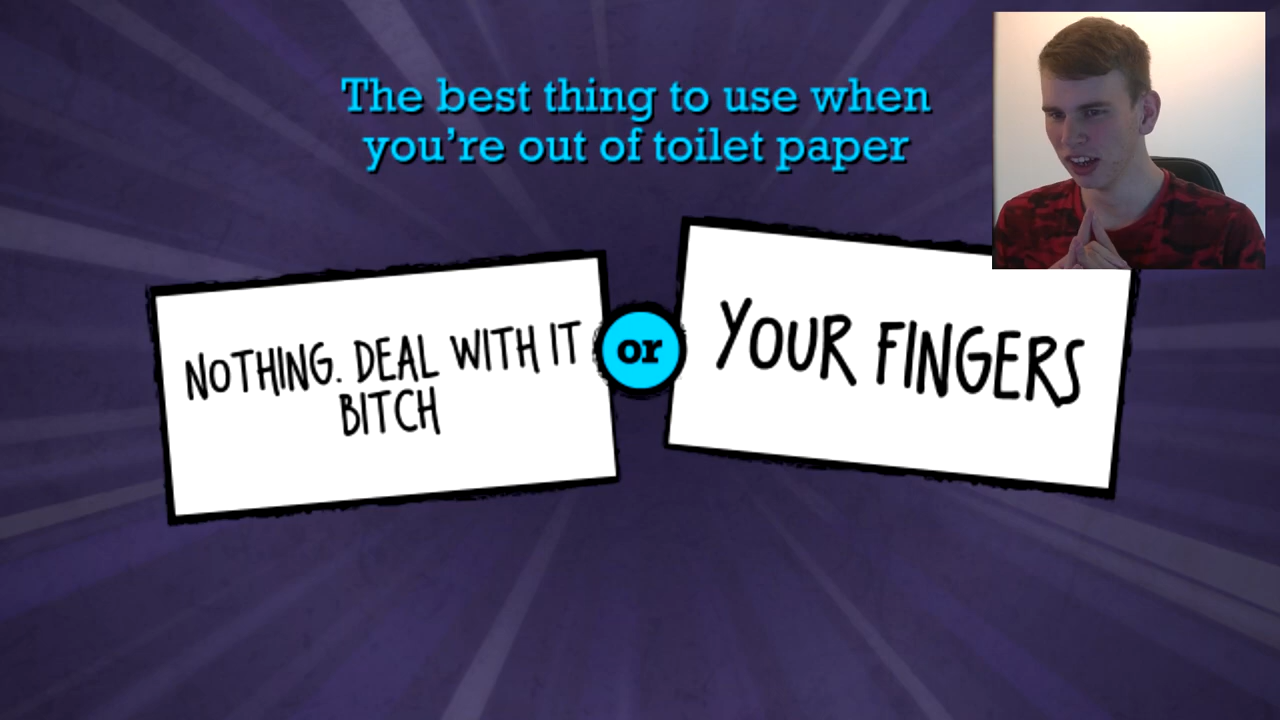 The best thing to use when
you're out of toilet paper
NOTHING. DEAL WITH IT
BITCH
or
YOUR FINGERS